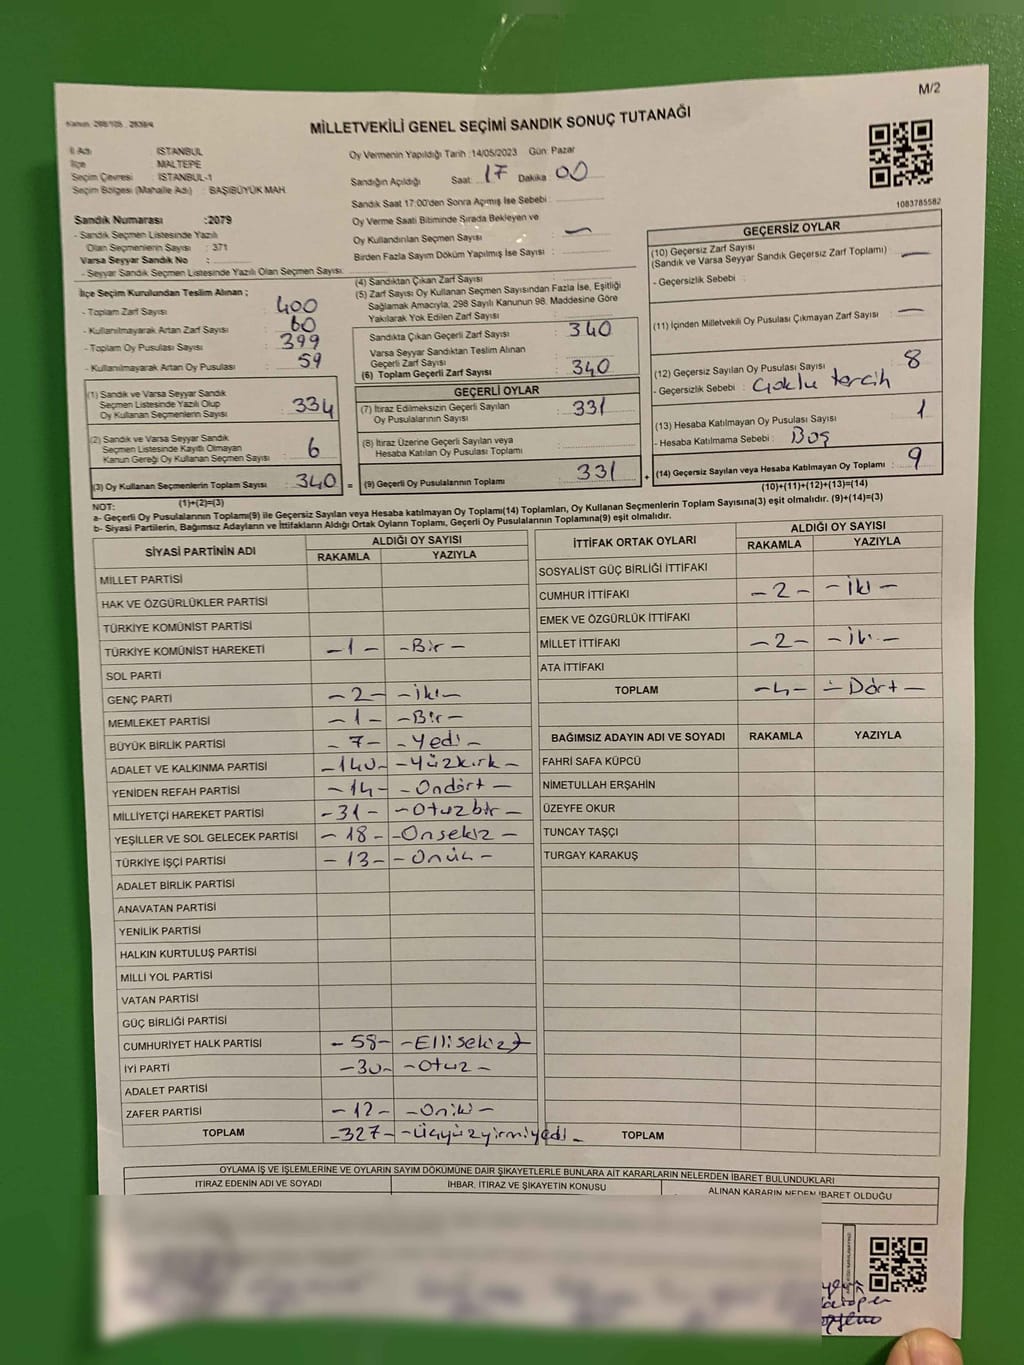 M/2
Kanun: 298/105 , 2839/4
MİLLETVEKİLİ GENEL SEÇİMİ SANDIK SONUÇ TUTANAĞI
İl Adı : İSTANBUL
İlçe : MALTEPE
Seçim Çevresi : İSTANBUL-1
Seçim Bölgesi (Mahalle Adı) : BAŞIBÜYÜK MAH.
Sandık Numarası :2079
- Sandık Seçmen Listesinde Yazılı
Olan Seçmenlerin Sayısı : 371
Varsa Seyyar Sandık No :
- Seyyar Sandık Seçmen Listesinde Yazılı Olan Seçmen Sayısı:
Oy Vermenin Yapıldığı Tarih :14/05/2023 Gün: Pazar
Sandığın Açıldığı Saat: 17 Dakika : 00
Sandık Saat 17:00'den Sonra Açılmış İse Sebebi :
Oy Verme Saati Bitiminde Sırada Bekleyen ve
Oy Kullandırılan Seçmen Sayısı : —
Birden Fazla Sayım Döküm Yapılmış İse Sayısı :
1083785582
İlçe Seçim Kurulundan Teslim Alınan ;
- Toplam Zarf Sayısı : 400
- Kullanılmayarak Artan Zarf Sayısı : 60
- Toplam Oy Pusulası Sayısı : 399
- Kullanılmayarak Artan Oy Pusulası : 59
(1) Sandık ve Varsa Seyyar Sandık
Seçmen Listesinde Yazılı Olup
Oy Kullanan Seçmenlerin Sayısı : 334
(2) Sandık ve Varsa Seyyar Sandık
Seçmen Listesinde Kayıtlı Olmayan
Kanun Gereği Oy Kullanan Seçmen Sayısı : 6
(3) Oy Kullanan Seçmenlerin Toplam Sayısı : 340 =
(1)+(2)=(3)
(4) Sandıktan Çıkan Zarf Sayısı :
(5) Zarf Sayısı Oy Kullanan Seçmen Sayısından Fazla İse, Eşitliği
Sağlamak Amacıyla, 298 Sayılı Kanunun 98. Maddesine Göre
Yakılarak Yok Edilen Zarf Sayısı :
Sandıkta Çıkan Geçerli Zarf Sayısı : 340
Varsa Seyyar Sandıktan Teslim Alınan
Geçerli Zarf Sayısı :
(6) Toplam Geçerli Zarf Sayısı : 340
GEÇERLİ OYLAR
(7) İtiraz Edilmeksizin Geçerli Sayılan
Oy Pusulalarının Sayısı : 331
(8) İtiraz Üzerine Geçerli Sayılan veya
Hesaba Katılan Oy Pusulası Toplamı :
(9) Geçerli Oy Pusulalarının Toplamı : 331 +
GEÇERSİZ OYLAR
(10) Geçersiz Zarf Sayısı
(Sandık ve Varsa Seyyar Sandık Geçersiz Zarf Toplamı) : —
- Geçersizlik Sebebi :
(11) İçinden Milletvekili Oy Pusulası Çıkmayan Zarf Sayısı : —
(12) Geçersiz Sayılan Oy Pusulası Sayısı : 8
- Geçersizlik Sebebi : Çoklu tercih
(13) Hesaba Katılmayan Oy Pusulası Sayısı : 1
- Hesaba Katılmama Sebebi : Boş
(14) Geçersiz Sayılan veya Hesaba Katılmayan Oy Toplamı : 9
(10)+(11)+(12)+(13)=(14)
NOT:
a- Geçerli Oy Pusulalarının Toplamı(9) ile Geçersiz Sayılan veya Hesaba katılmayan Oy Toplamı(14) Toplamları, Oy Kullanan Seçmenlerin Toplam Sayısına(3) eşit olmalıdır. (9)+(14)=(3)
b- Siyasi Partilerin, Bağımsız Adayların ve İttifakların Aldığı Ortak Oyların Toplamı, Geçerli Oy Pusulalarının Toplamına(9) eşit olmalıdır.
SİYASİ PARTİNİN ADI ALDIĞI OY SAYISI
RAKAMLA YAZIYLA
MİLLET PARTİSİ
HAK VE ÖZGÜRLÜKLER PARTİSİ
TÜRKİYE KOMÜNİST PARTİSİ
TÜRKİYE KOMÜNİST HAREKETİ -1- -Bir-
SOL PARTİ
GENÇ PARTİ -2- -iki-
MEMLEKET PARTİSİ -1- -Bir-
BÜYÜK BİRLİK PARTİSİ -7- -Yedi-
ADALET VE KALKINMA PARTİSİ -140- -Yüzkırk-
YENİDEN REFAH PARTİSİ -14- -Ondört-
MİLLİYETÇİ HAREKET PARTİSİ -31- -Otuzbir-
YEŞİLLER VE SOL GELECEK PARTİSİ -18- -Onsekiz-
TÜRKİYE İŞÇİ PARTİSİ -13- -Onüç-
ADALET BİRLİK PARTİSİ
ANAVATAN PARTİSİ
YENİLİK PARTİSİ
HALKIN KURTULUŞ PARTİSİ
MİLLİ YOL PARTİSİ
VATAN PARTİSİ
GÜÇ BİRLİĞİ PARTİSİ
CUMHURİYET HALK PARTİSİ -58- -Ellisekiz-
İYİ PARTİ -30- -Otuz-
ADALET PARTİSİ
ZAFER PARTİSİ -12- -Oniki-
TOPLAM -327- -Üçyüzyirmiyedi-
İTTİFAK ORTAK OYLARI ALDIĞI OY SAYISI
RAKAMLA YAZIYLA
SOSYALİST GÜÇ BİRLİĞİ İTTİFAKI
CUMHUR İTTİFAKI -2- -İki-
EMEK VE ÖZGÜRLÜK İTTİFAKI
MİLLET İTTİFAKI -2- -İki-
ATA İTTİFAKI
TOPLAM -4- -Dört-
BAĞIMSIZ ADAYIN ADI VE SOYADI RAKAMLA YAZIYLA
FAHRİ SAFA KÜPCÜ
NİMETULLAH ERŞAHİN
ÜZEYFE OKUR
TUNCAY TAŞÇI
TURGAY KARAKUŞ
TOPLAM
OYLAMA İŞ VE İŞLEMLERİNE VE OYLARIN SAYIM DÖKÜMÜNE DAİR ŞİKAYETLERLE BUNLARA AİT KARARLARIN NELERDEN İBARET BULUNDUKLARI
İTİRAZ EDENİN ADI VE SOYADI İHBAR, İTİRAZ VE ŞİKAYETİN KONUSU ALINAN KARARIN NEDEN İBARET OLDUĞU